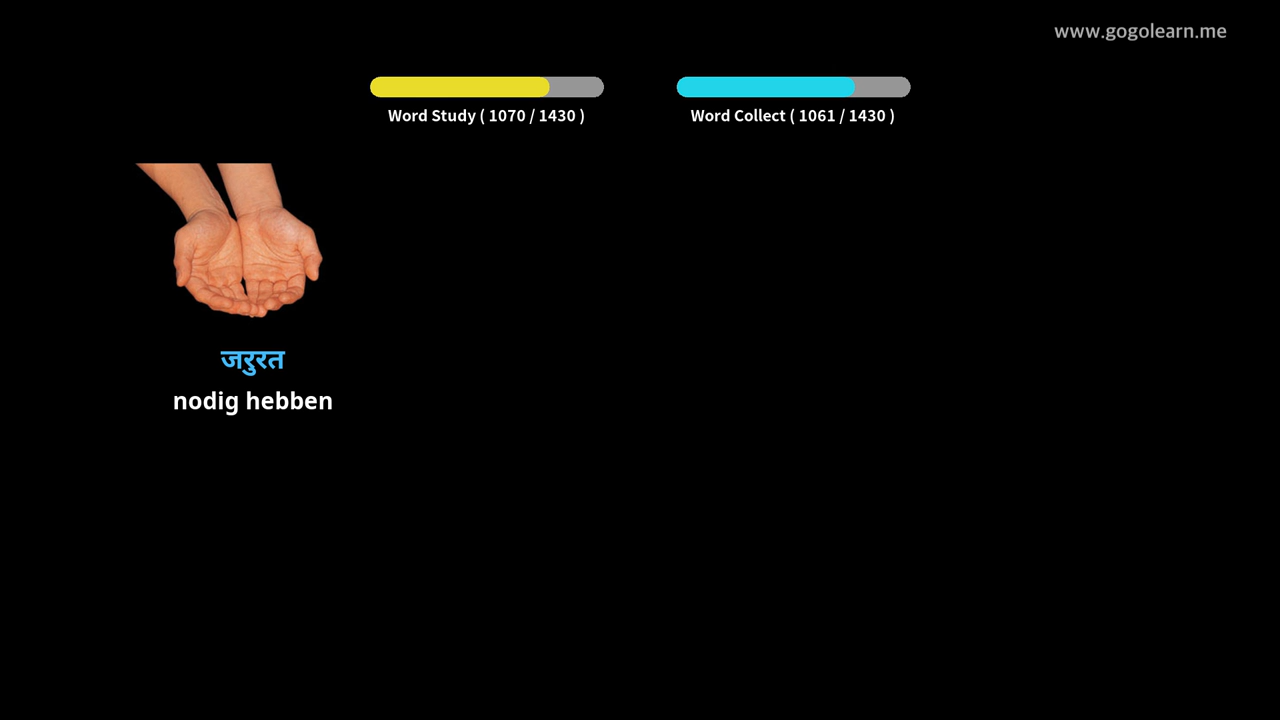 www.gogolearn.me
Word Study ( 1070 / 1430 )
Word Collect ( 1061 / 1430 )
जरुरत
nodig hebben